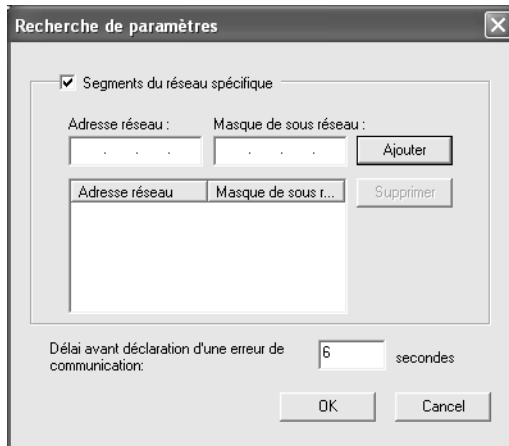 Recherche de paramètres
Segments du réseau spécifique
Adresse réseau :
Masque de sous réseau :
Ajouter
Adresse réseau
Masque de sous r...
Supprimer
Délai avant déclaration d'une erreur de
communication:
6
secondes
OK
Cancel